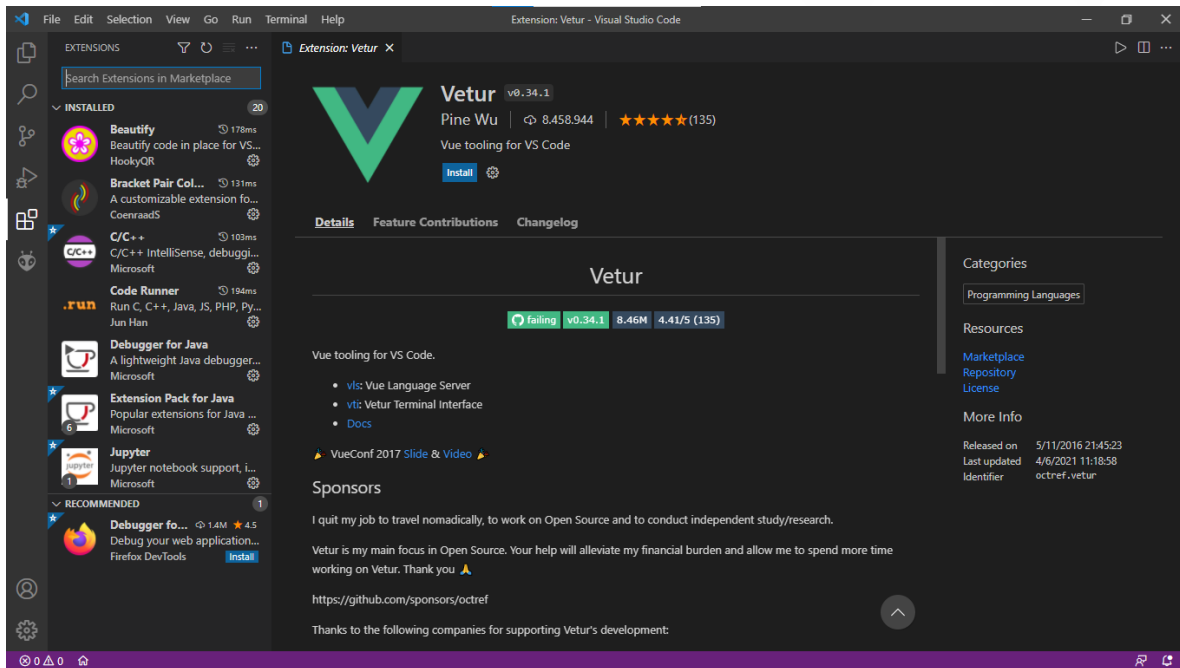 File Edit Selection View Go Run Terminal Help
Extension: Vetur - Visual Studio Code
EXTENSIONS
Search Extensions in Marketplace
INSTALLED 20
Beautify 178ms
Beautify code in place for VS...
HookyQR
Bracket Pair Col... 131ms
A customizable extension fo...
CoenraadS
C/C++
C/C++ 103ms
C/C++ IntelliSense, debuggi...
Microsoft
.run
Code Runner 194ms
Run C, C++, Java, JS, PHP, Py...
Jun Han
Debugger for Java
A lightweight Java debugger...
Microsoft
Extension Pack for Java
Popular extensions for Java ...
6
Microsoft
Jupyter
jupyter
Jupyter notebook support, i...
1
Microsoft
RECOMMENDED 1
Debugger fo... 1.4M ★ 4.5
Debug your web application...
Firefox DevTools Install
Extension: Vetur
Vetur v0.34.1
Pine Wu 8.458.944 ★★★★★(135)
Vue tooling for VS Code
Install
Details Feature Contributions Changelog
Vetur
failing v0.34.1 8.46M 4.41/5 (135)
Vue tooling for VS Code.
• vls: Vue Language Server
• vti: Vetur Terminal Interface
• Docs
🎉 VueConf 2017 Slide & Video 🎉
Sponsors
I quit my job to travel nomadically, to work on Open Source and to conduct independent study/research.
Vetur is my main focus in Open Source. Your help will alleviate my financial burden and allow me to spend more time
working on Vetur. Thank you 🙏
https://github.com/sponsors/octref
Thanks to the following companies for supporting Vetur's development:
Categories
Programming Languages
Resources
Marketplace
Repository
License
More Info
Released on 5/11/2016 21:45:23
Last updated 4/6/2021 11:18:58
Identifier octref.vetur
0 0